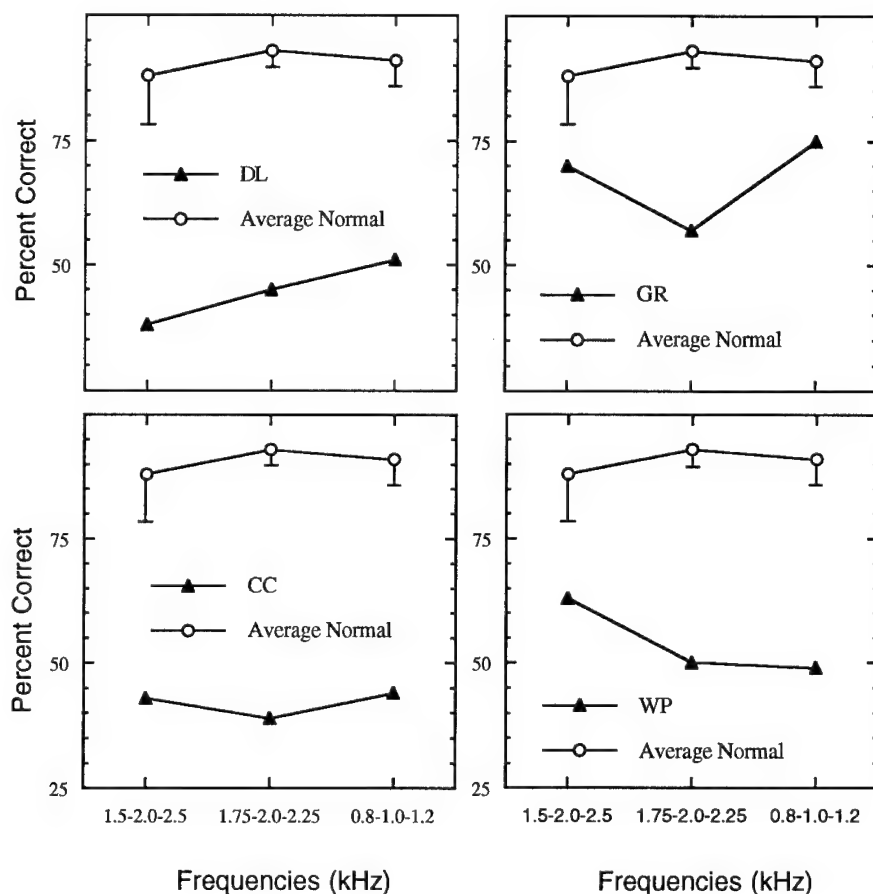 Percent Correct
75
50
DL
Average Normal
75
50
GR
Average Normal
Percent Correct
75
50
25
CC
Average Normal
1.5-2.0-2.5 1.75-2.0-2.25 0.8-1.0-1.2
Frequencies (kHz)
75
50
25
WP
Average Normal
1.5-2.0-2.5 1.75-2.0-2.25 0.8-1.0-1.2
Frequencies (kHz)